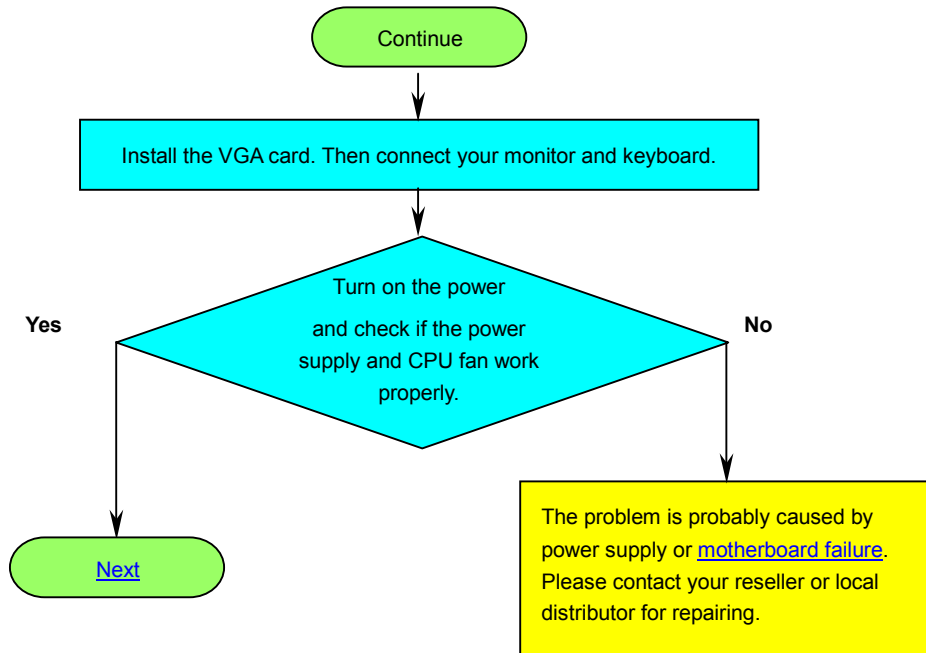 Continue
Install the VGA card. Then connect your monitor and keyboard.
Turn on the power
and check if the power
supply and CPU fan work
properly.
Yes
No
Next
The problem is probably caused by
power supply or motherboard failure.
Please contact your reseller or local
distributor for repairing.